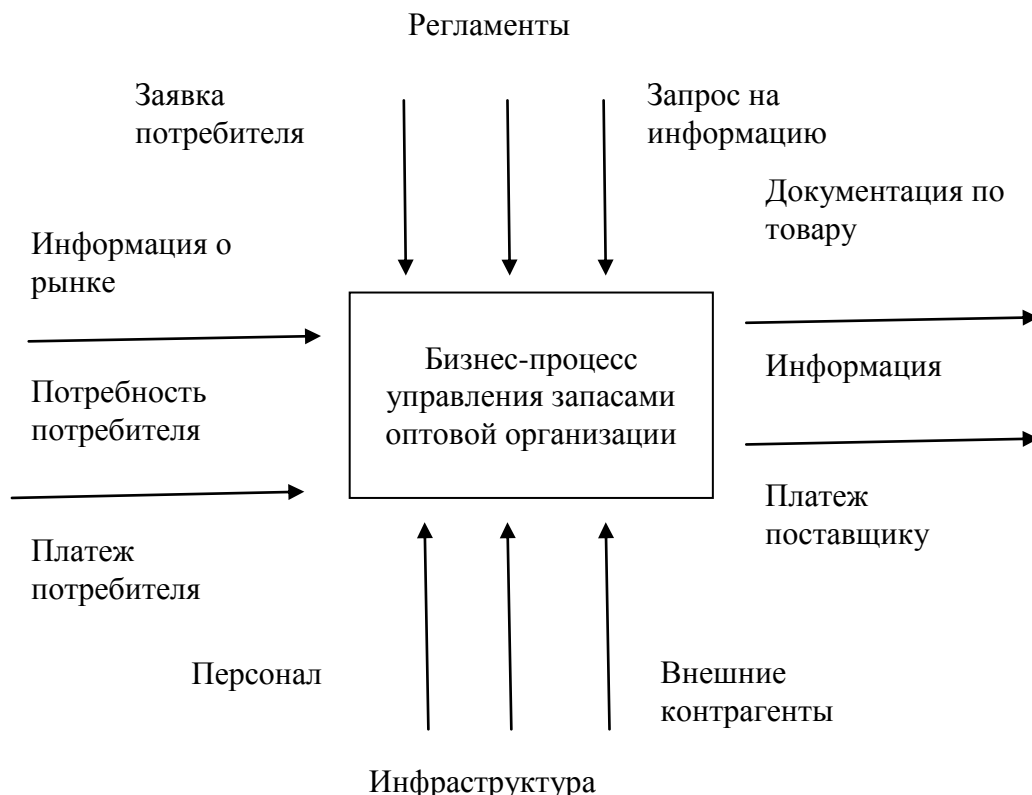 Регламенты
Заявка
потребителя
Запрос на
информацию
Документация по
товару
Информация о
рынке
Бизнес-процесс
управления запасами
оптовой организации
Информация
Потребность
потребителя
Платеж
поставщику
Платеж
потребителя
Персонал
Внешние
контрагенты
Инфраструктура